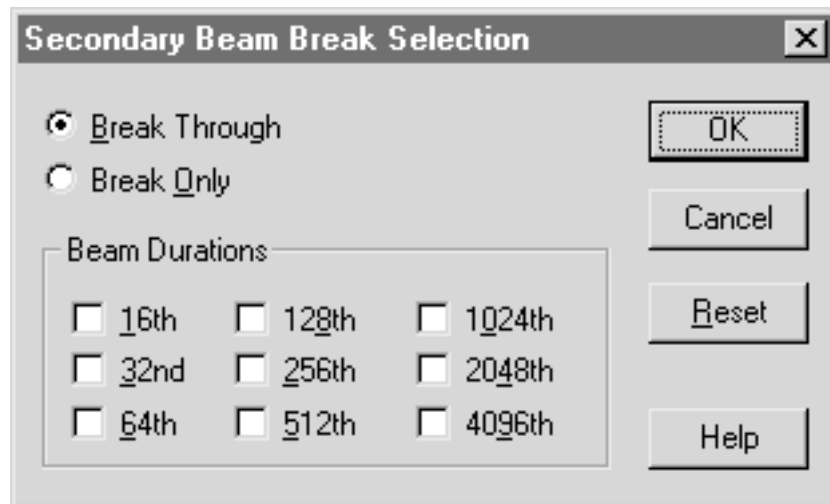 Secondary Beam Break Selection
Break Through
Break Only
OK
Cancel
Beam Durations
16th 128th 1024th
Reset
32nd 256th 2048th
64th 512th 4096th
Help